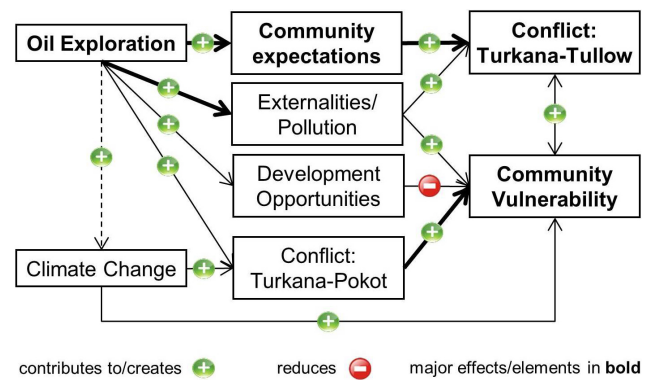 Oil Exploration
Community
expectations
Conflict:
Turkana-Tullow
Externalities/
Pollution
Development
Opportunities
Community
Vulnerability
Climate Change
Conflict:
Turkana-Pokot
contributes to/creates
reduces
major effects/elements in bold